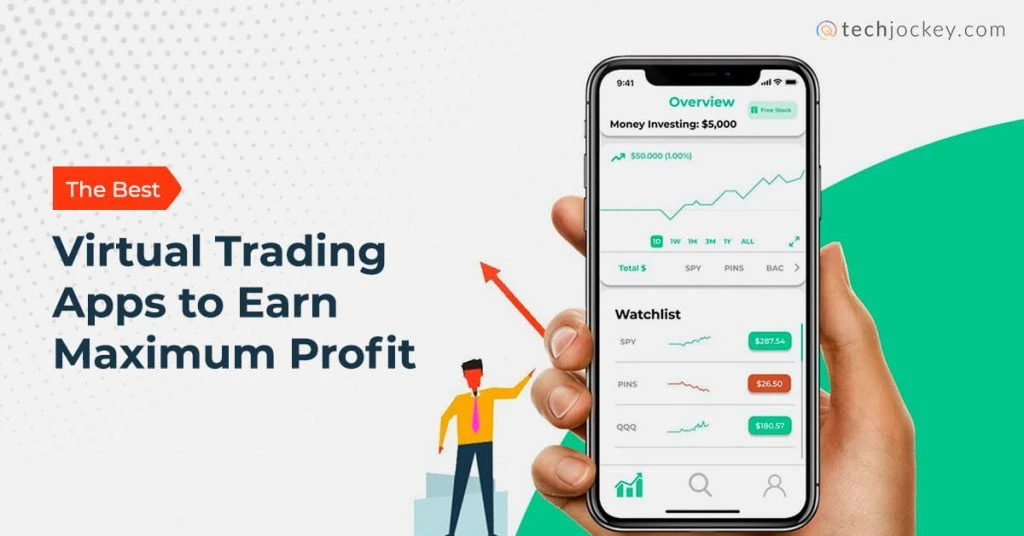 techjockey.com
The Best
Virtual Trading
Apps to Earn
Maximum Profit
9:41
Overview
Free Stock
Money Investing: $5,000
$50.000 (1.00%)
1D 1W 1M 3M 1Y ALL
Total $ SPY PINS BAC
Watchlist
SPY $287.54
PINS $26.50
QQQ $180.57